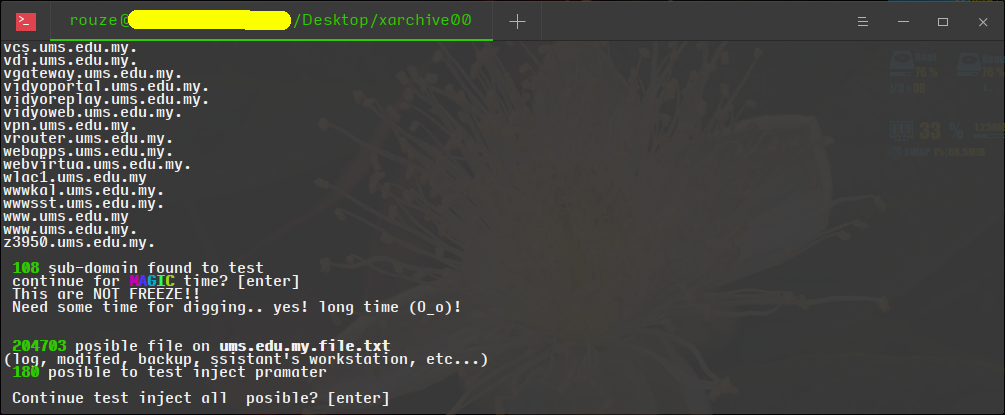 rouze@ /Desktop/xarchive00
vcs.ums.edu.my.
vdi.ums.edu.my.
vgateway.ums.edu.my.
vidyoportal.ums.edu.my.
vidyoreplay.ums.edu.my.
vidyoweb.ums.edu.my.
vpn.ums.edu.my.
vrouter.ums.edu.my.
webapps.ums.edu.my.
webvirtua.ums.edu.my.
wlac1.ums.edu.my
wwwkal.ums.edu.my.
wwwsst.ums.edu.my.
www.ums.edu.my
www.ums.edu.my.
z3950.ums.edu.my.
108 sub-domain found to test
continue for MAGIC time? [enter]
This are NOT FREEZE!!
Need some time for digging.. yes! long time (O_o)!
204703 posible file on ums.edu.my.file.txt
(log, modifed, backup, ssistant's workstation, etc...)
180 posible to test inject pramater
Continue test inject all  posible? [enter]
33 %